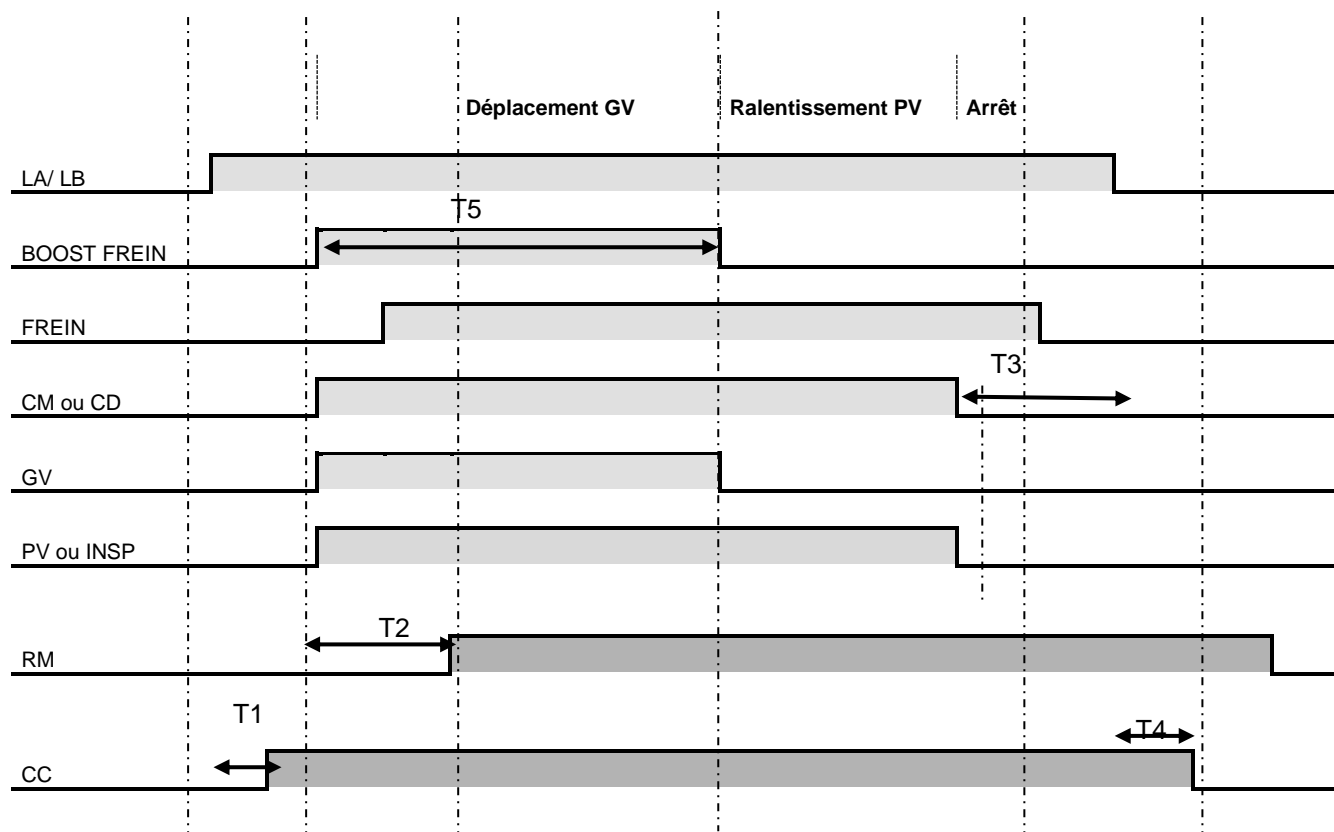 Déplacement GV
Ralentissement PV
Arrêt
LA/ LB
T5
BOOST FREIN
FREIN
T3
CM ou CD
GV
PV ou INSP
T2
RM
T1
T4
CC